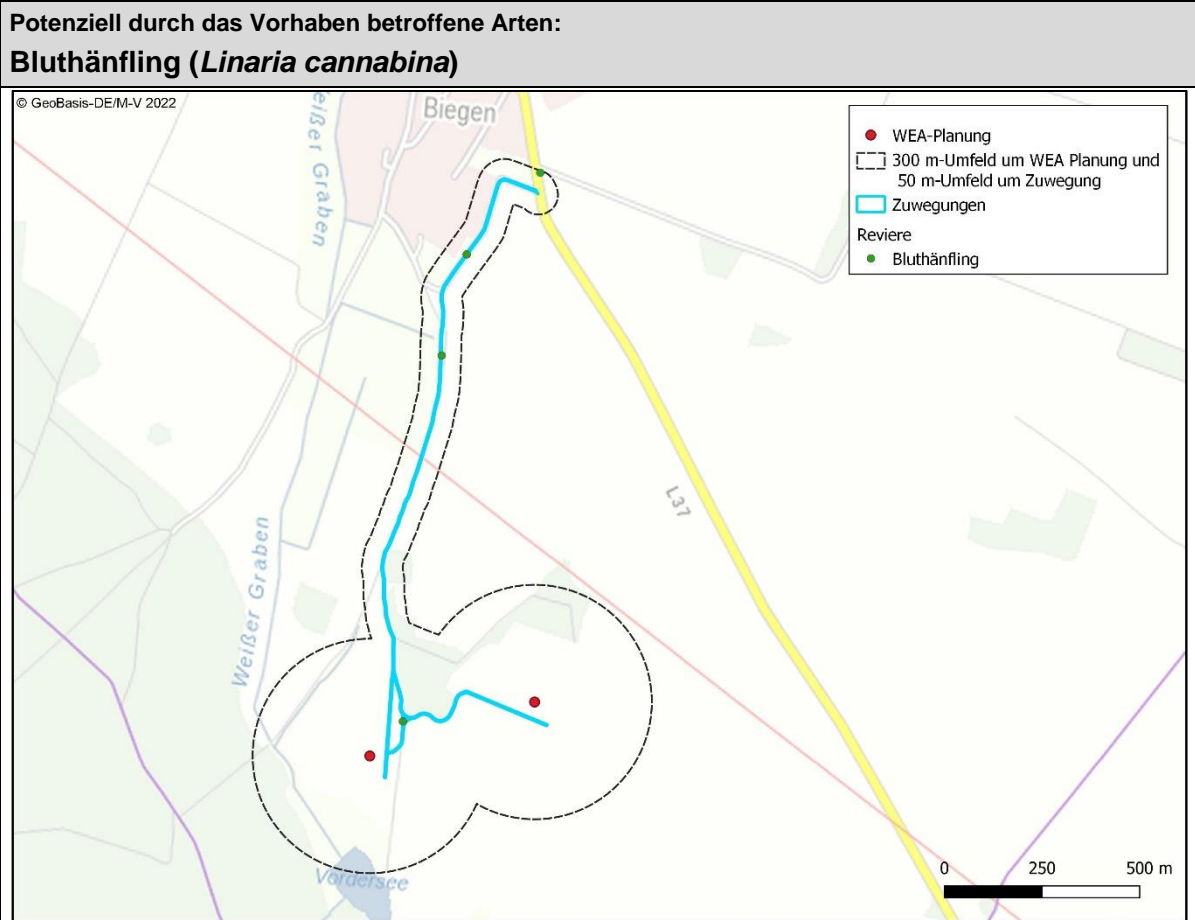 Potenziell durch das Vorhaben betroffene Arten:
Bluthänfling (Linaria cannabina)
© GeoBasis-DE/M-V 2022
Biegen
eißer Graben
WEA-Planung
300 m-Umfeld um WEA Planung und
50 m-Umfeld um Zuwegung
Zuwegungen
Reviere
Bluthänfling
L37
Weißer Graben
Vordersee
0 250 500 m